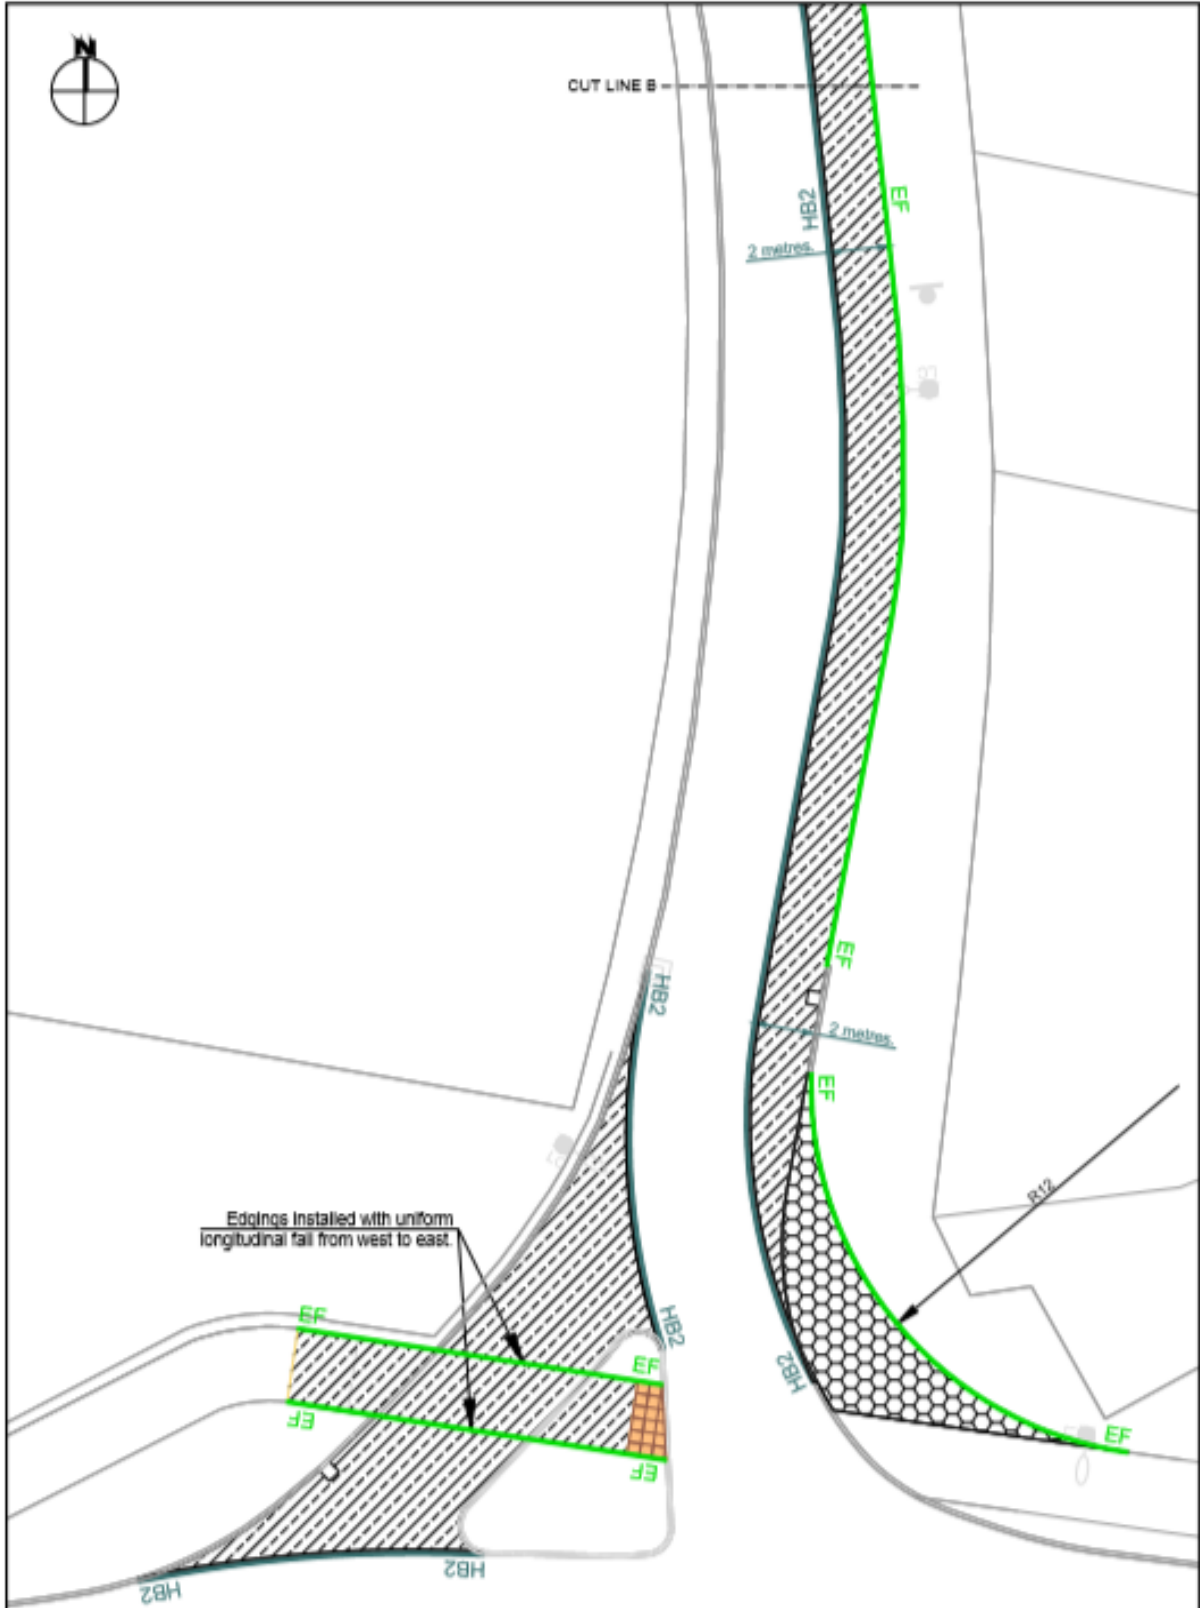 N
CUT LINE B
HB2
EF
2 metres.
EF
HB2
2 metres.
EF
R12
Edgings installed with uniform
longitudinal fall from west to east.
EF
HB2
EF
HB2
EF
EF
EF
HB2
HB2